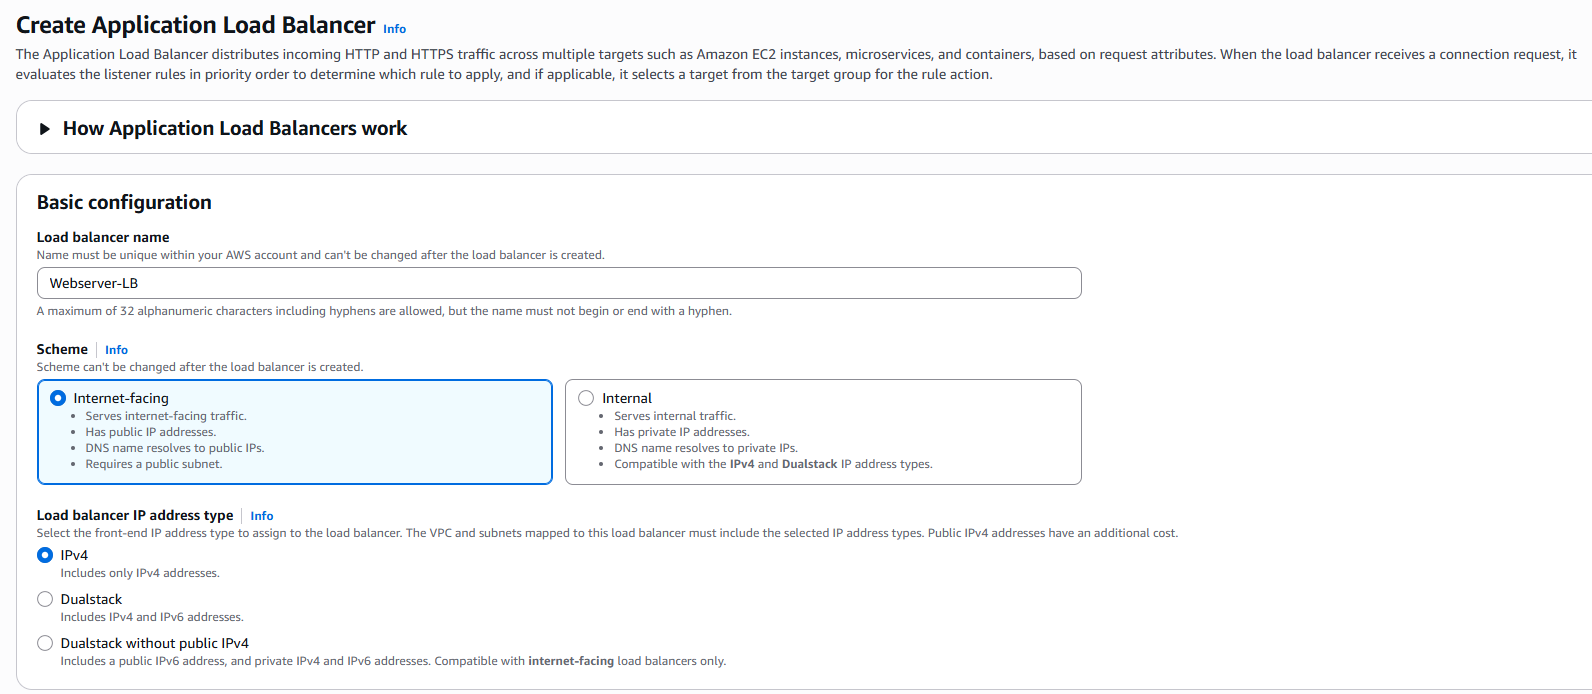 Create Application Load Balancer Info
The Application Load Balancer distributes incoming HTTP and HTTPS traffic across multiple targets such as Amazon EC2 instances, microservices, and containers, based on request attributes. When the load balancer receives a connection request, it
evaluates the listener rules in priority order to determine which rule to apply, and if applicable, it selects a target from the target group for the rule action.
How Application Load Balancers work
Basic configuration
Load balancer name
Name must be unique within your AWS account and can't be changed after the load balancer is created.
Webserver-LB
A maximum of 32 alphanumeric characters including hyphens are allowed, but the name must not begin or end with a hyphen.
Scheme Info
Scheme can't be changed after the load balancer is created.
Internet-facing
• Serves internet-facing traffic.
• Has public IP addresses.
• DNS name resolves to public IPs.
• Requires a public subnet.
Internal
• Serves internal traffic.
• Has private IP addresses.
• DNS name resolves to private IPs.
• Compatible with the IPv4 and Dualstack IP address types.
Load balancer IP address type Info
Select the front-end IP address type to assign to the load balancer. The VPC and subnets mapped to this load balancer must include the selected IP address types. Public IPv4 addresses have an additional cost.
IPv4
Includes only IPv4 addresses.
Dualstack
Includes IPv4 and IPv6 addresses.
Dualstack without public IPv4
Includes a public IPv6 address, and private IPv4 and IPv6 addresses. Compatible with internet-facing load balancers only.